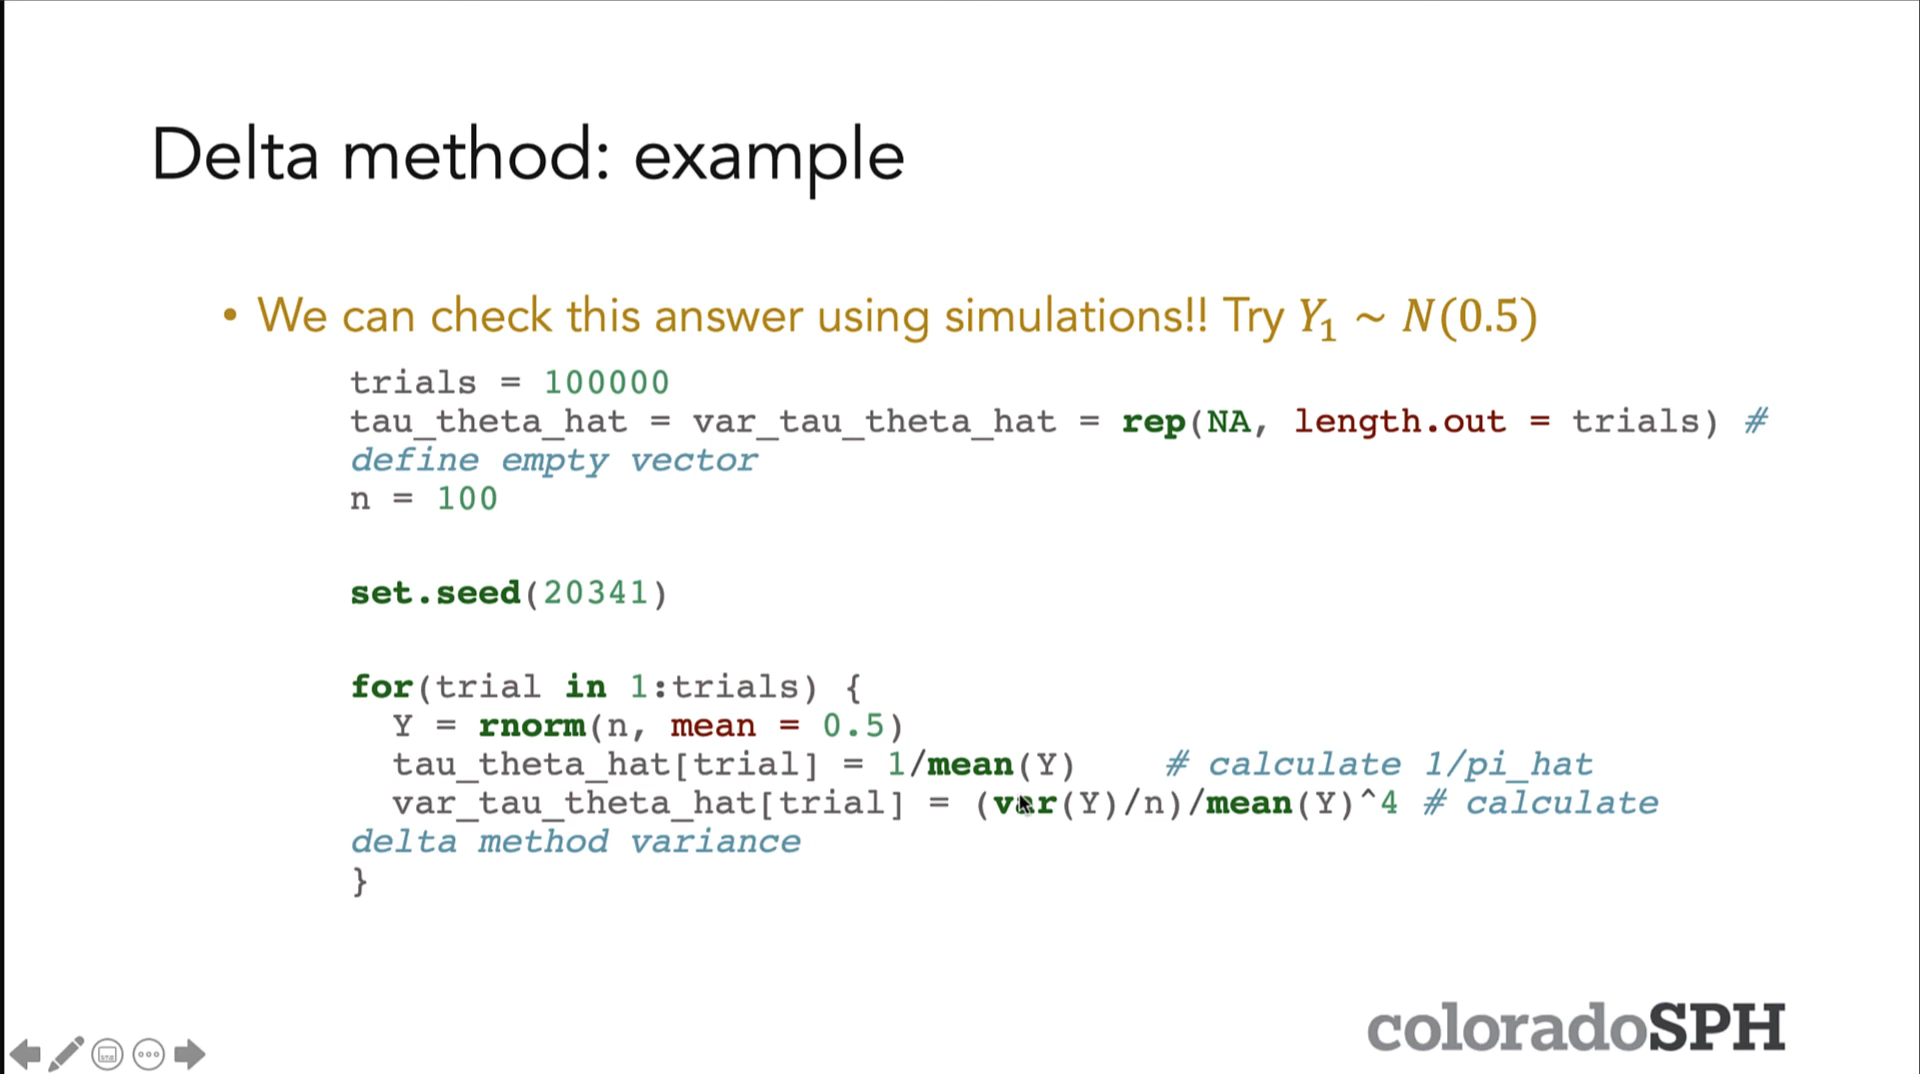 Delta method: example
• We can check this answer using simulations!! Try Y₁ ~ N(0.5)
trials = 100000
tau_theta_hat = var_tau_theta_hat = rep(NA, length.out = trials) #
define empty vector
n = 100
set.seed(20341)
for(trial in 1:trials) {
  Y = rnorm(n, mean = 0.5)
  tau_theta_hat[trial] = 1/mean(Y)    # calculate 1/pi_hat
  var_tau_theta_hat[trial] = (var(Y)/n)/mean(Y)^4 # calculate
delta method variance
}
coloradoSPH